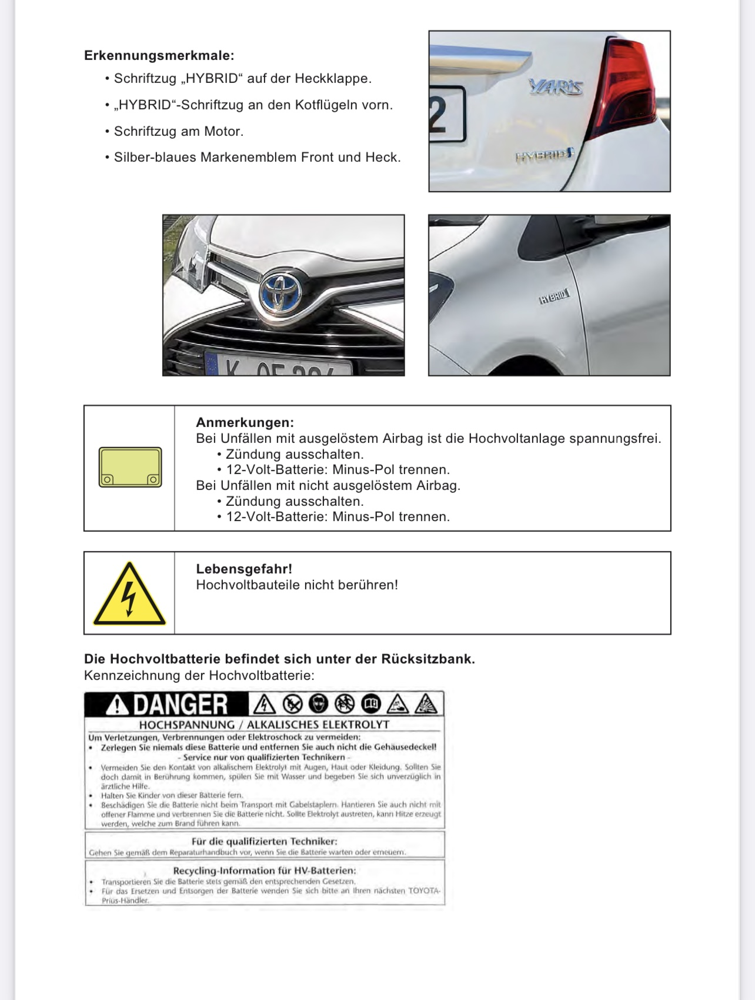 Erkennungsmerkmale:
• Schriftzug „HYBRID“ auf der Heckklappe.
• „HYBRID“-Schriftzug an den Kotflügeln vorn.
• Schriftzug am Motor.
• Silber-blaues Markenemblem Front und Heck.
YARiS
2
HYBRID
HYBRID
Anmerkungen:
Bei Unfällen mit ausgelöstem Airbag ist die Hochvoltanlage spannungsfrei.
• Zündung ausschalten.
• 12-Volt-Batterie: Minus-Pol trennen.
Bei Unfällen mit nicht ausgelöstem Airbag.
• Zündung ausschalten.
• 12-Volt-Batterie: Minus-Pol trennen.
Lebensgefahr!
Hochvoltbauteile nicht berühren!
Die Hochvoltbatterie befindet sich unter der Rücksitzbank.
Kennzeichnung der Hochvoltbatterie:
DANGER
HOCHSPANNUNG / ALKALISCHES ELEKTROLYT
Um Verletzungen, Verbrennungen oder Elektroschock zu vermeiden:
• Zerlegen Sie niemals diese Batterie und entfernen Sie auch nicht die Gehäusedeckel!
- Service nur von qualifizierten Technikern -
• Vermeiden Sie den Kontakt von alkalischem Elektrolyt mit Augen, Haut oder Kleidung. Sollten Sie
doch damit in Berührung kommen, spülen Sie mit Wasser und begeben Sie sich unverzüglich in
ärztliche Hilfe.
• Halten Sie Kinder von dieser Batterie fern.
• Beschädigen Sie die Batterie nicht beim Transport mit Gabelstaplern. Hantieren Sie auch nicht mit
offener Flamme und verbrennen Sie die Batterie nicht. Sollte Elektrolyt austreten, kann Hitze erzeugt
werden, welche zum Brand führen kann.
Für die qualifizierten Techniker:
Gehen Sie gemäß dem Reparaturhandbuch vor, wenn Sie die Batterie warten oder erneuern.
Recycling-Information für HV-Batterien:
• Transportieren Sie die Batterie stets gemäß den entsprechenden Gesetzen.
• Für das Ersetzen und Entsorgen der Batterie wenden Sie sich bitte an Ihren nächsten TOYOTA-
Prius-Händler.